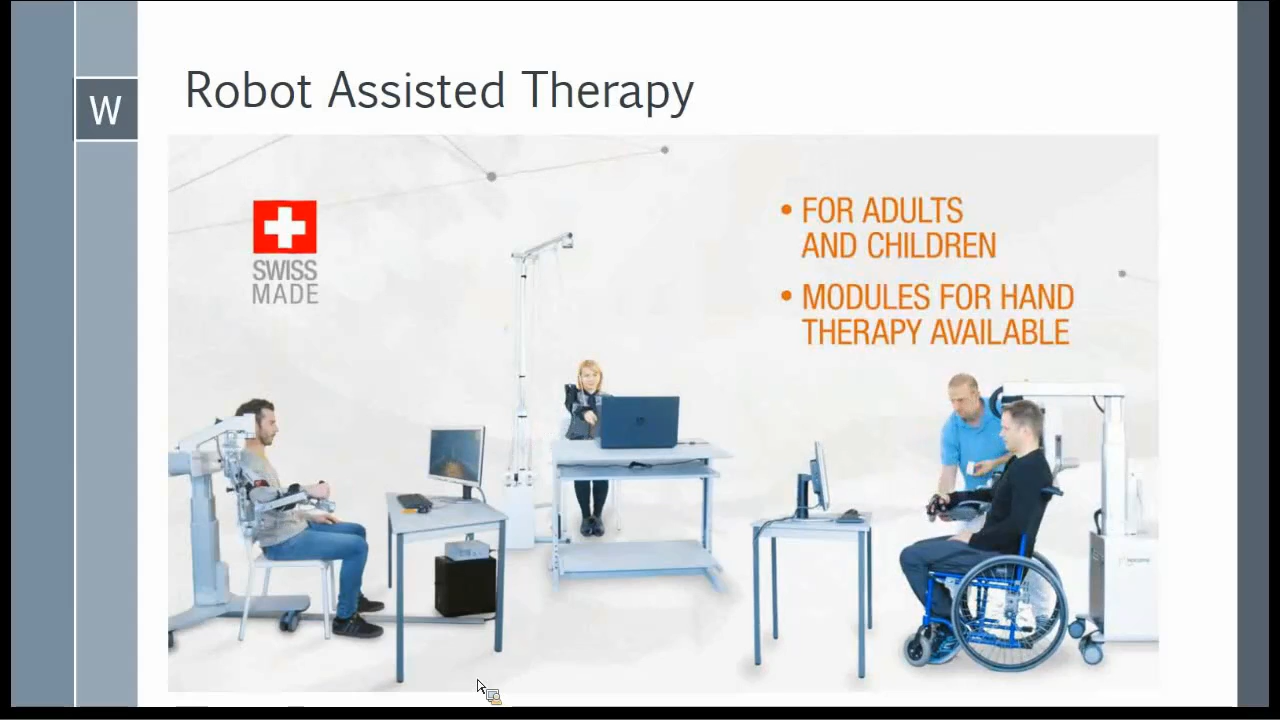 W
Robot Assisted Therapy
SWISS
MADE
• FOR ADULTS
AND CHILDREN
• MODULES FOR HAND
THERAPY AVAILABLE